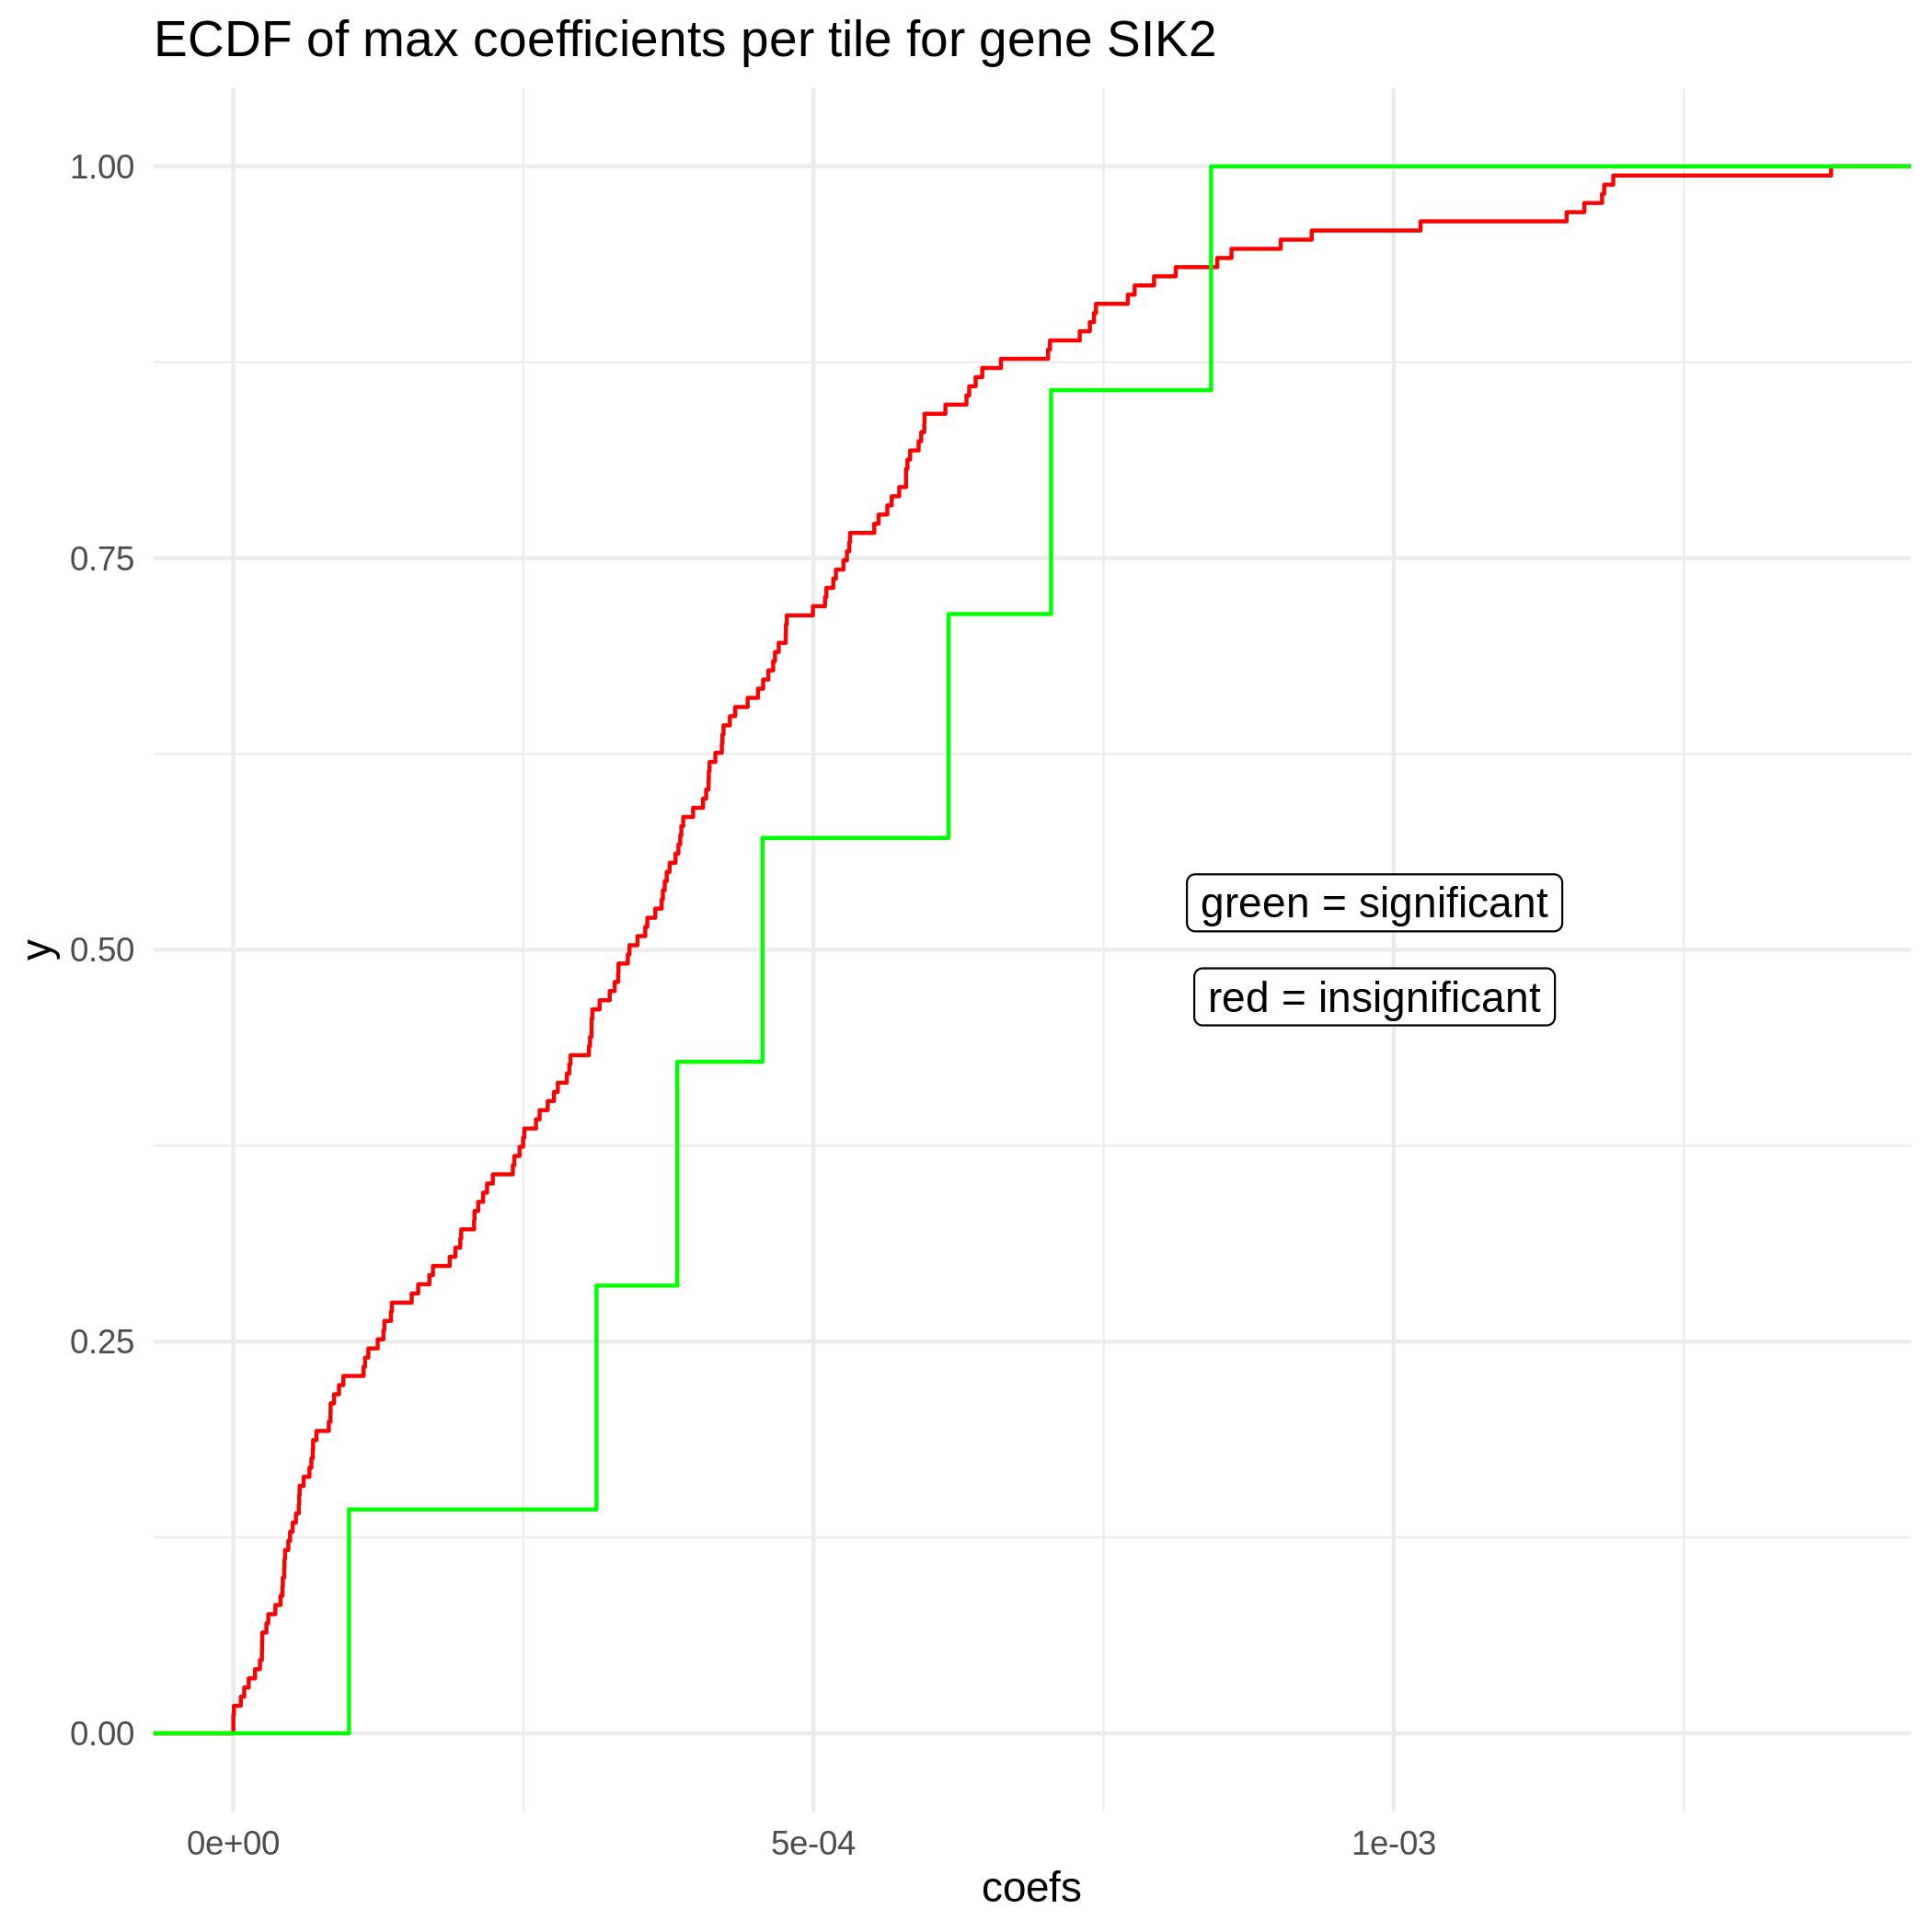 ECDF of max coefficients per tile for gene SIK2
1.00
0.75
0.50
0.25
0.00
y
green = significant
red = insignificant
0e+00
5e-04
1e-03
coefs